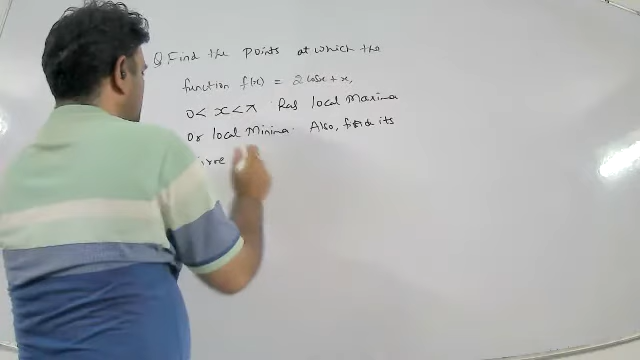 Q. Find the points at which the
function f(x) = 2 cosx + x,
0 < x < π has local maxima
or local Minima. Also, find its